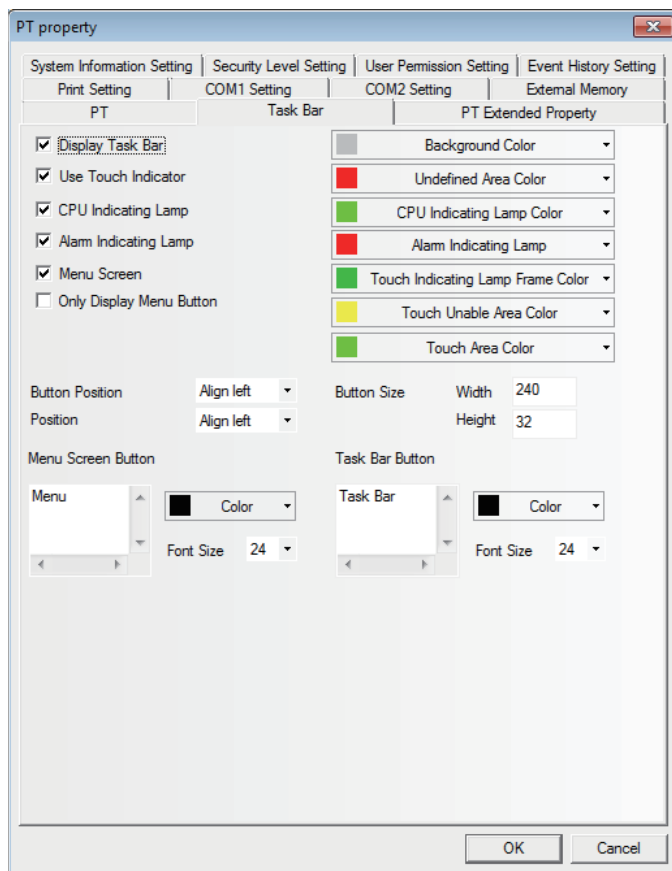 PT property
System Information Setting Security Level Setting User Permission Setting Event History Setting
Print Setting COM1 Setting COM2 Setting External Memory
PT Task Bar PT Extended Property
Display Task Bar Background Color
Use Touch Indicator Undefined Area Color
CPU Indicating Lamp CPU Indicating Lamp Color
Alarm Indicating Lamp Alarm Indicating Lamp
Menu Screen Touch Indicating Lamp Frame Color
Only Display Menu Button Touch Unable Area Color
Touch Area Color
Button Position Align left Button Size Width 240
Position Align left Height 32
Menu Screen Button Task Bar Button
Menu Color Task Bar Color
Font Size 24 Font Size 24
OK Cancel